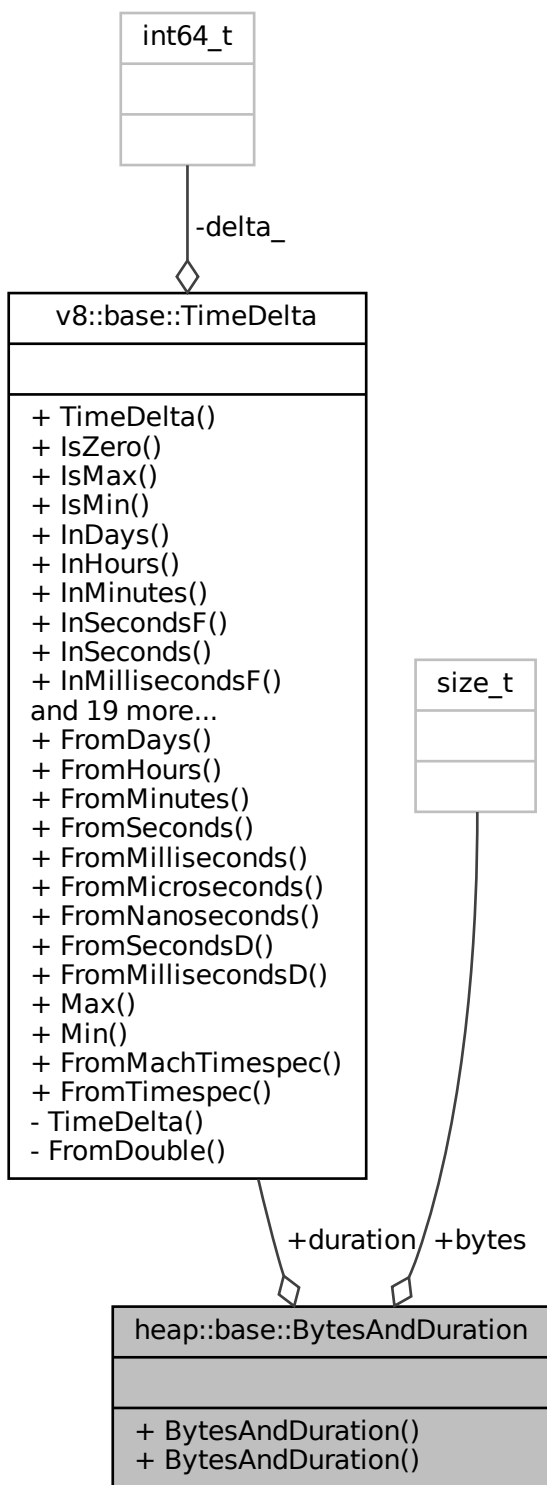 int64_t
-delta_
v8::base::TimeDelta
+ TimeDelta()
+ IsZero()
+ IsMax()
+ IsMin()
+ InDays()
+ InHours()
+ InMinutes()
+ InSecondsF()
+ InSeconds()
+ InMillisecondsF()
and 19 more...
+ FromDays()
+ FromHours()
+ FromMinutes()
+ FromSeconds()
+ FromMilliseconds()
+ FromMicroseconds()
+ FromNanoseconds()
+ FromSecondsD()
+ FromMillisecondsD()
+ Max()
+ Min()
+ FromMachTimespec()
+ FromTimespec()
- TimeDelta()
- FromDouble()
size_t
+duration
+bytes
heap::base::BytesAndDuration
+ BytesAndDuration()
+ BytesAndDuration()